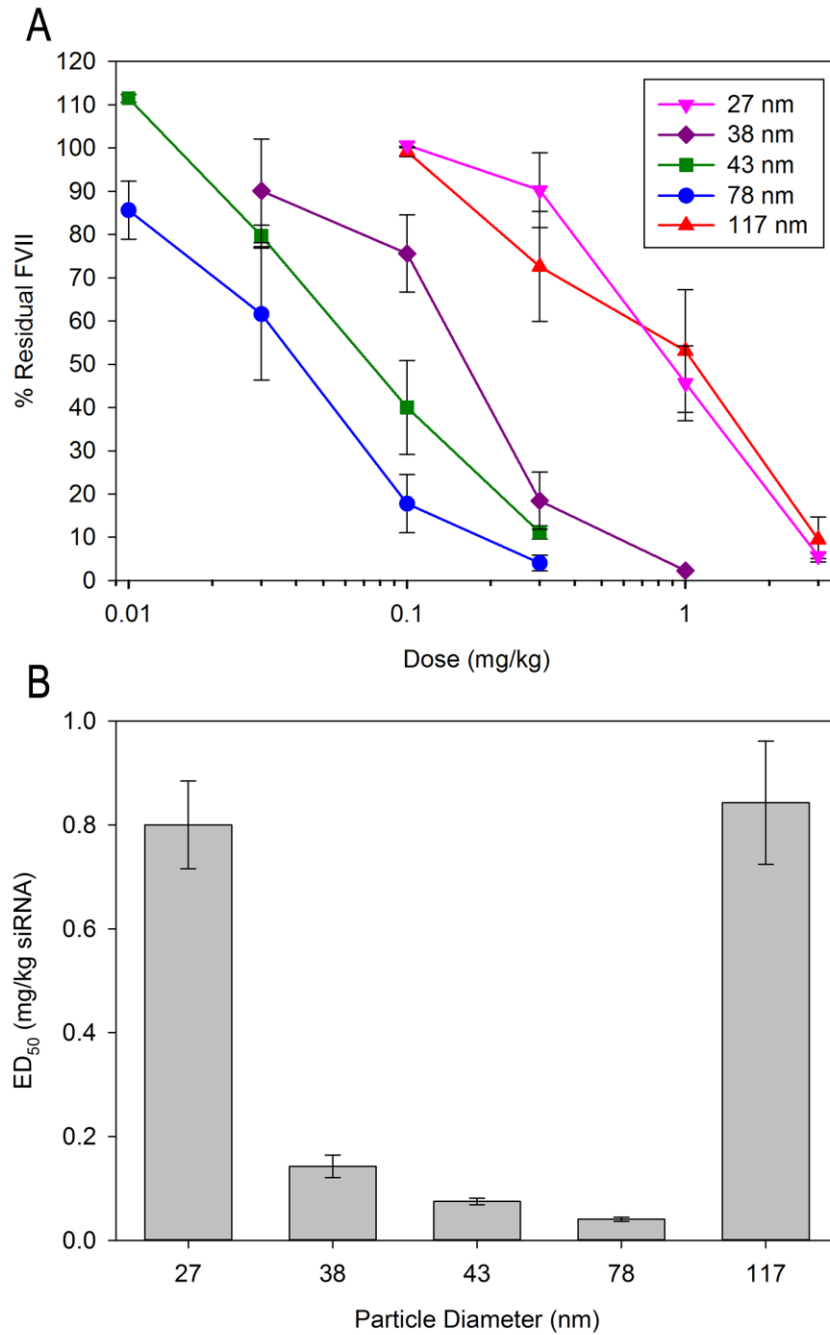 A
120
110
100
90
80
70
60
50
40
30
20
10
0
% Residual FVII
27 nm
38 nm
43 nm
78 nm
117 nm
0.01 0.1 1
Dose (mg/kg)
B
1.0
0.8
0.6
0.4
0.2
0.0
ED50 (mg/kg siRNA)
27 38 43 78 117
Particle Diameter (nm)